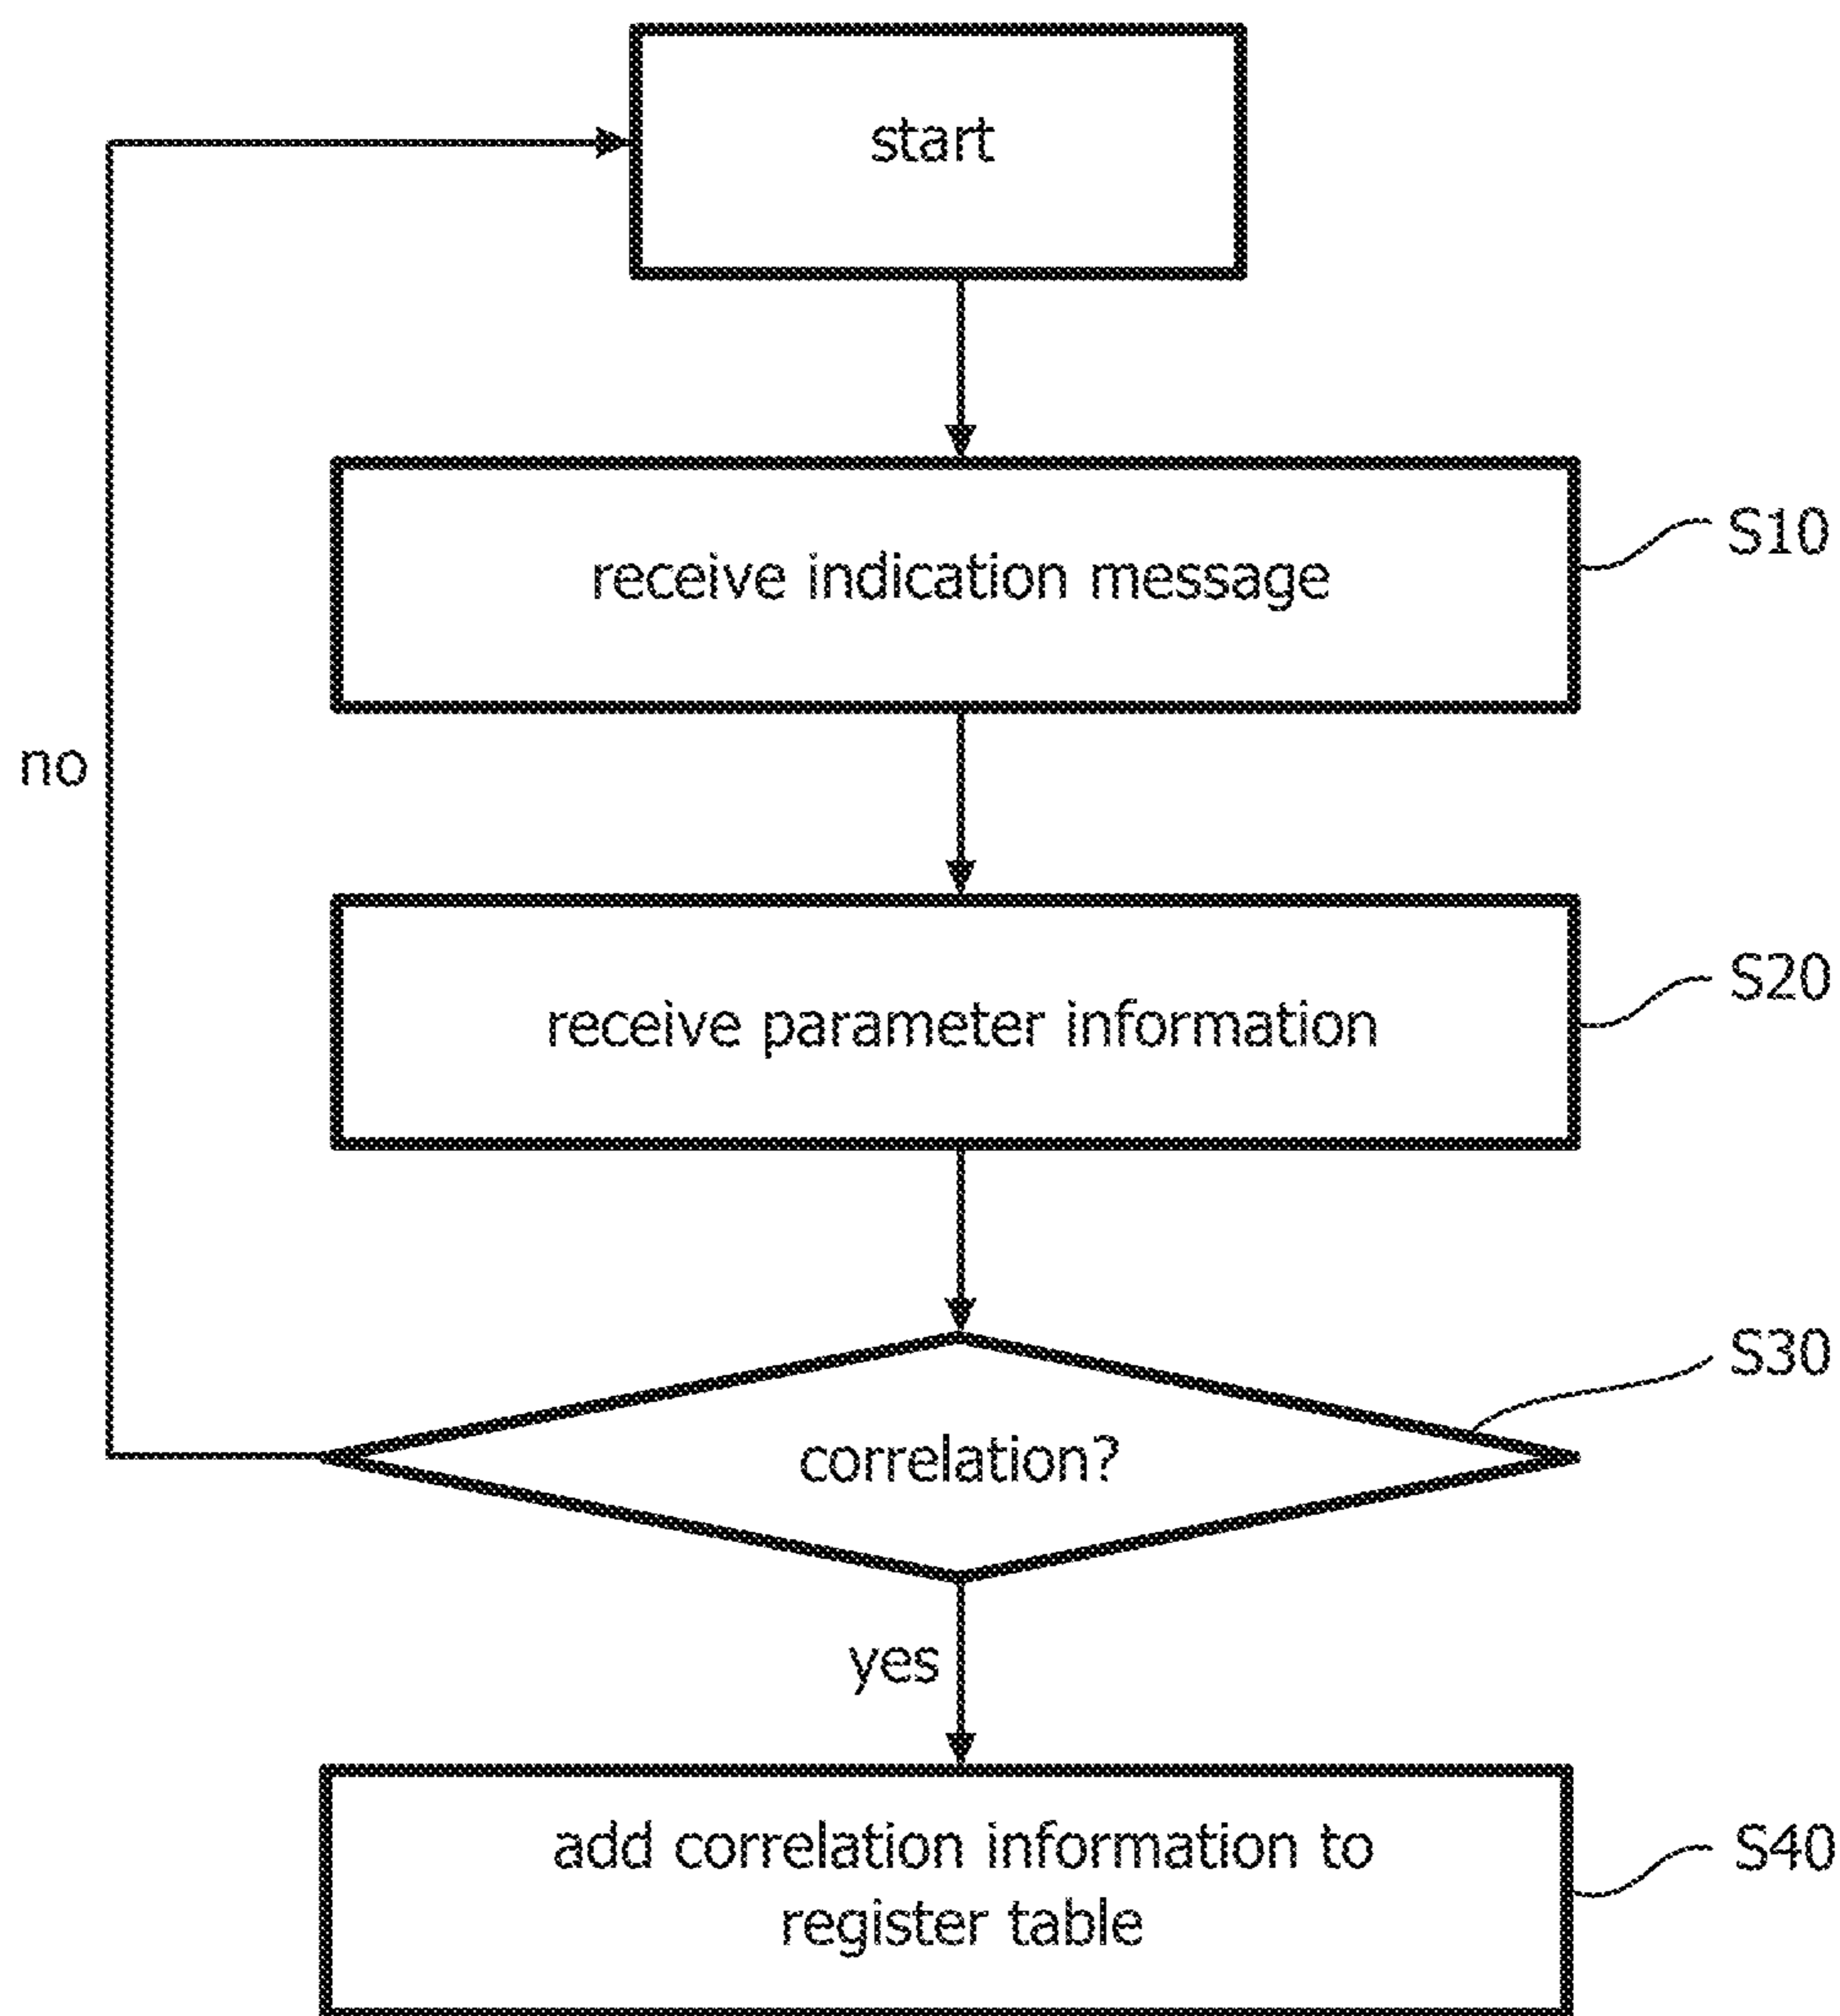 start
receive indication message
S10
no
receive parameter information
S20
S30
correlation?
yes
add correlation information to
register table
S40